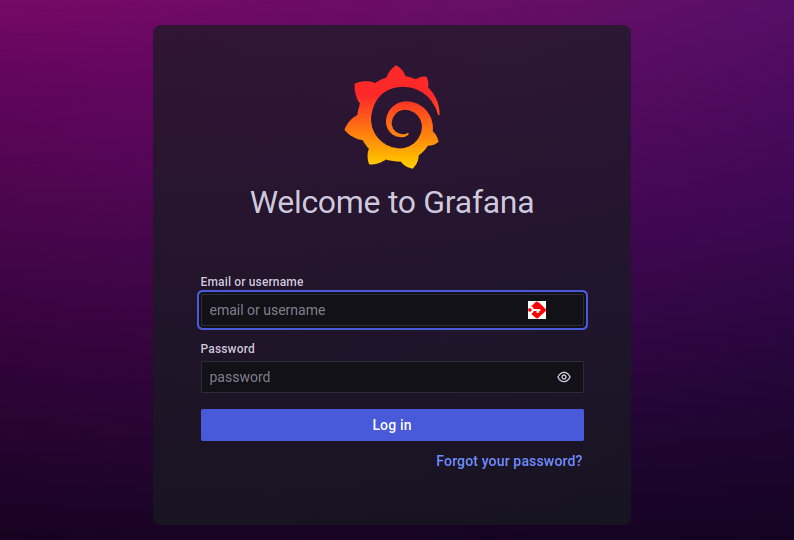 Welcome to Grafana
Email or username
email or username
Password
password
Log in
Forgot your password?